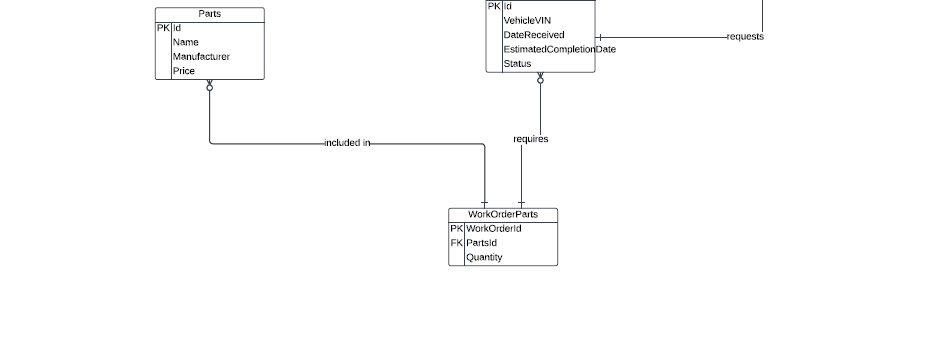 Parts
PK Id
Name
Manufacturer
Price
PK Id
VehicleVIN
DateReceived
EstimatedCompletionDate
Status
requests
included in
requires
WorkOrderParts
PK WorkOrderId
FK PartsId
Quantity